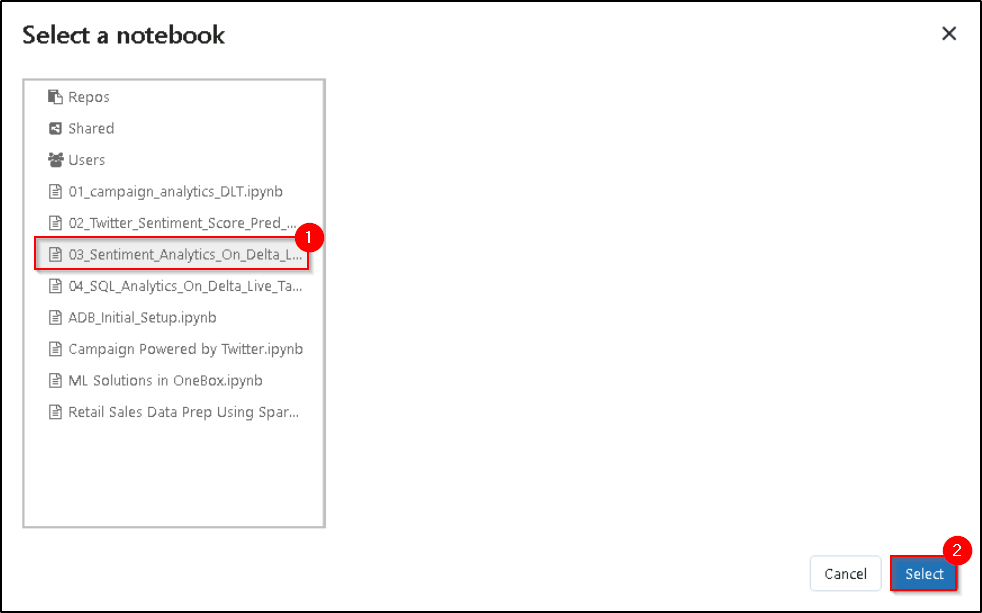 Select a notebook
Repos
Shared
Users
01_campaign_analytics_DLT.ipynb
02_Twitter_Sentiment_Score_Pred_...
1
03_Sentiment_Analytics_On_Delta_L...
04_SQL_Analytics_On_Delta_Live_Ta...
ADB_Initial_Setup.ipynb
Campaign Powered by Twitter.ipynb
ML Solutions in OneBox.ipynb
Retail Sales Data Prep Using Spar...
2
Cancel Select